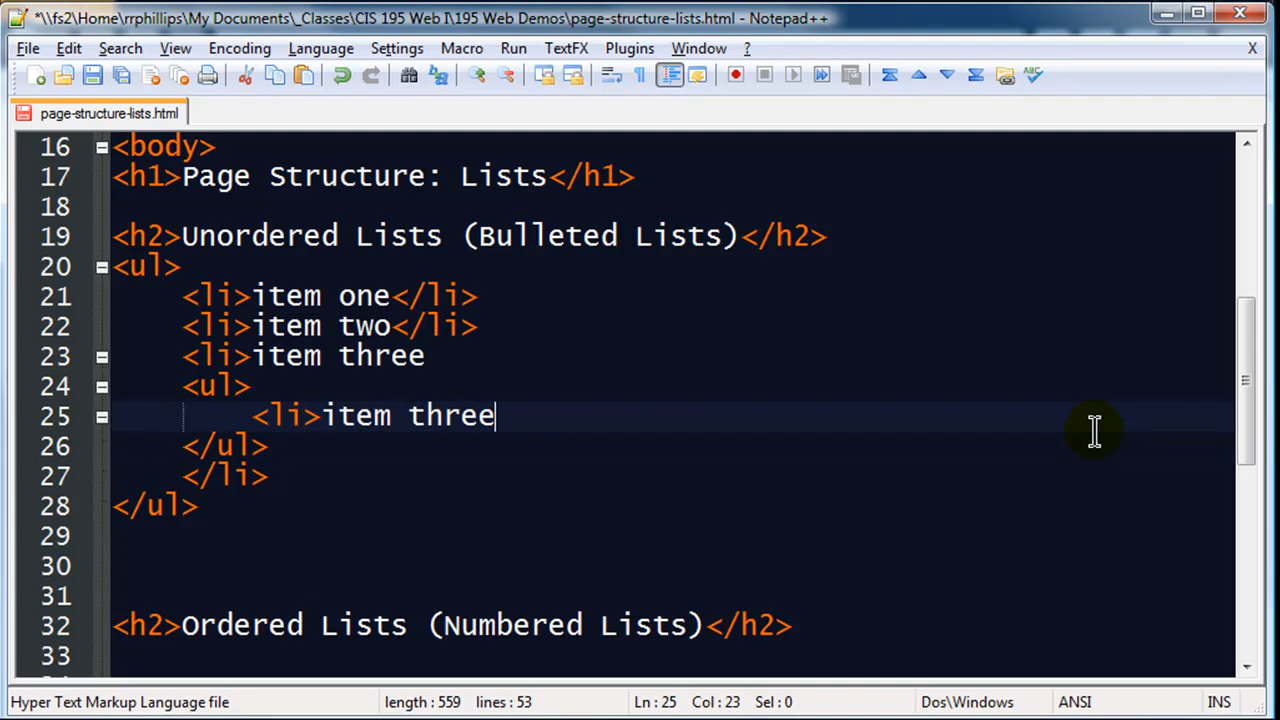 *\\fs2\Home\rrphillips\My Documents\_Classes\CIS 195 Web I\195 Web Demos\page-structure-lists.html - Notepad++
File Edit Search View Encoding Language Settings Macro Run TextFX Plugins Window ? X
page-structure-lists.html
16 <body>
17 <h1>Page Structure: Lists</h1>
18
19 <h2>Unordered Lists (Bulleted Lists)</h2>
20 <ul>
21 <li>item one</li>
22 <li>item two</li>
23 <li>item three
24 <ul>
25 <li>item three
26 </ul>
27 </li>
28 </ul>
29
30
31
32 <h2>Ordered Lists (Numbered Lists)</h2>
33
Hyper Text Markup Language file length : 559 lines : 53 Ln : 25 Col : 23 Sel : 0 Dos\Windows ANSI INS